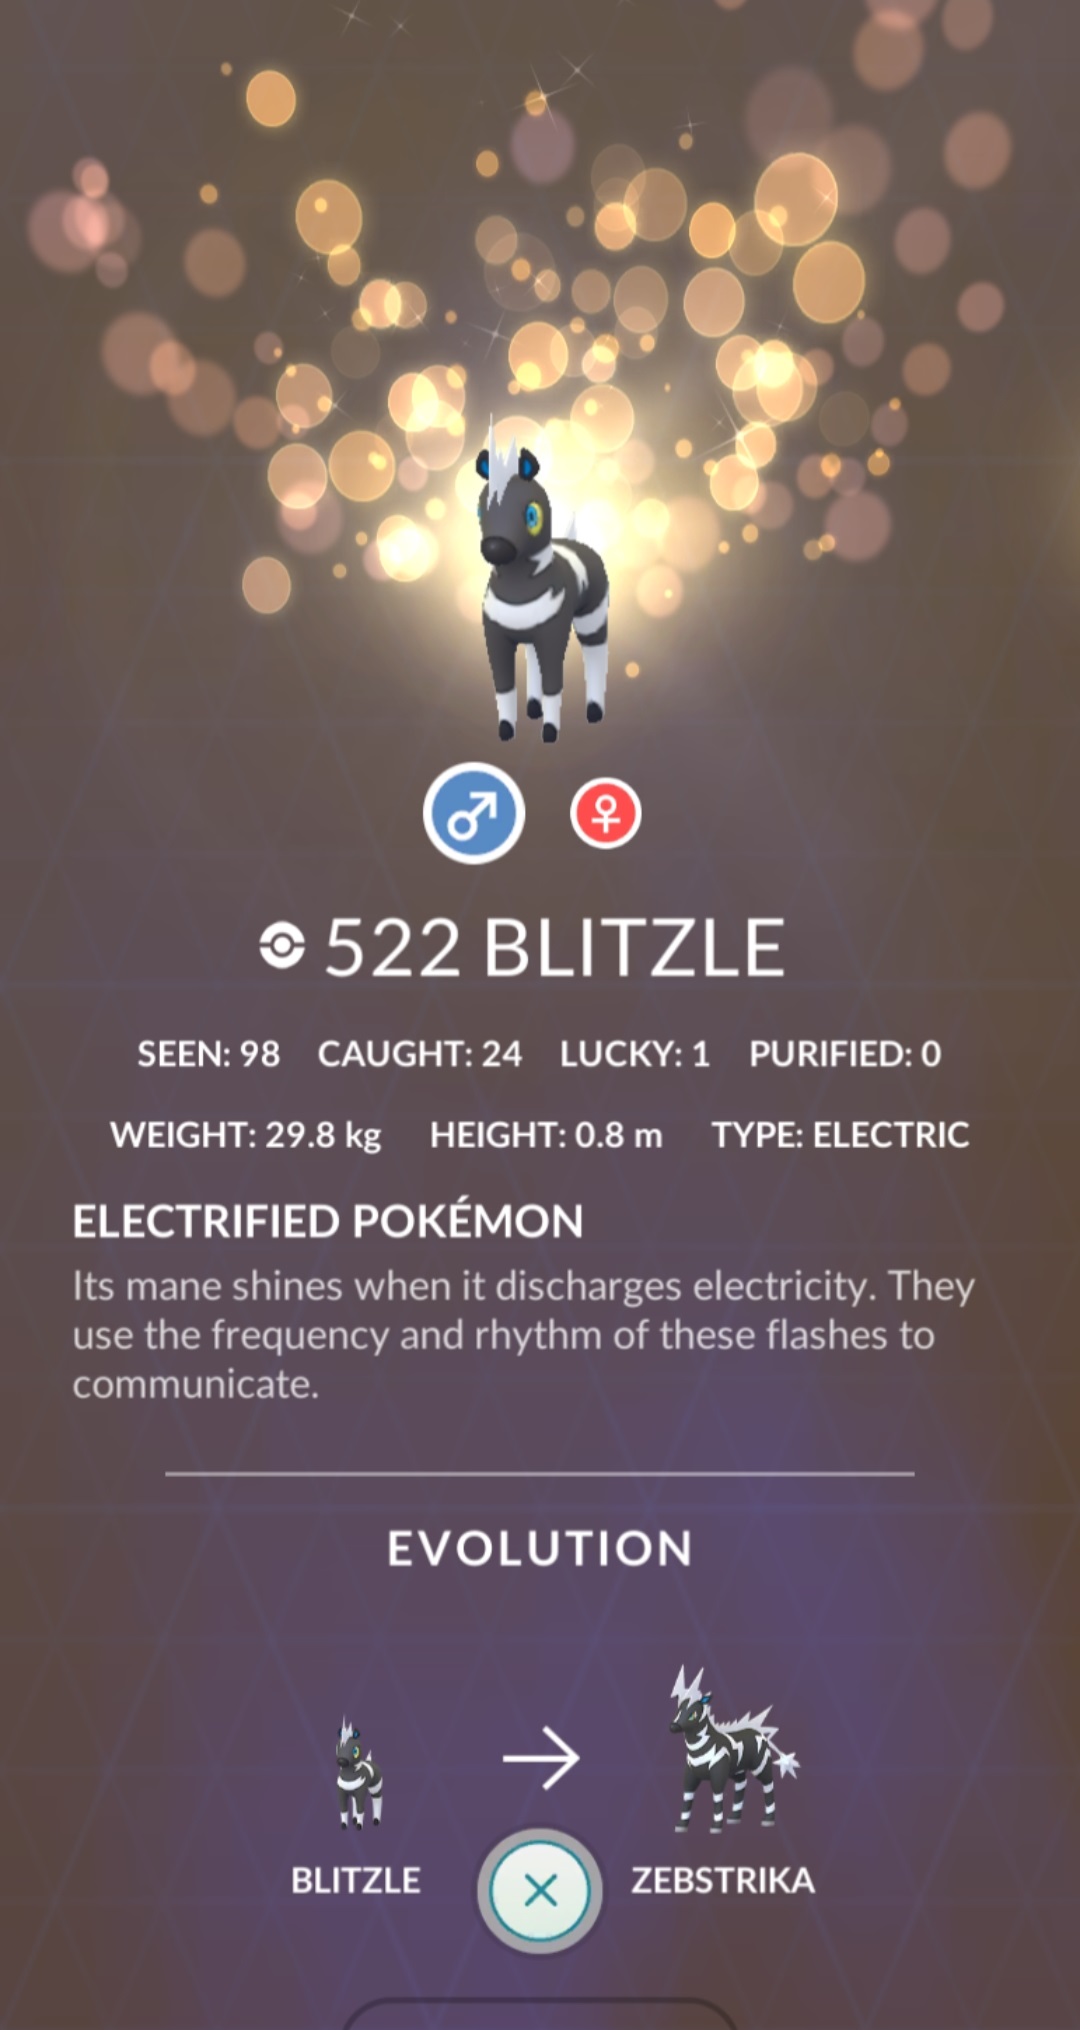 522 BLITZLE
SEEN: 98 CAUGHT: 24 LUCKY: 1 PURIFIED: 0
WEIGHT: 29.8 kg HEIGHT: 0.8 m TYPE: ELECTRIC
ELECTRIFIED POKÉMON
Its mane shines when it discharges electricity. They
use the frequency and rhythm of these flashes to
communicate.
EVOLUTION
BLITZLE ZEBSTRIKA